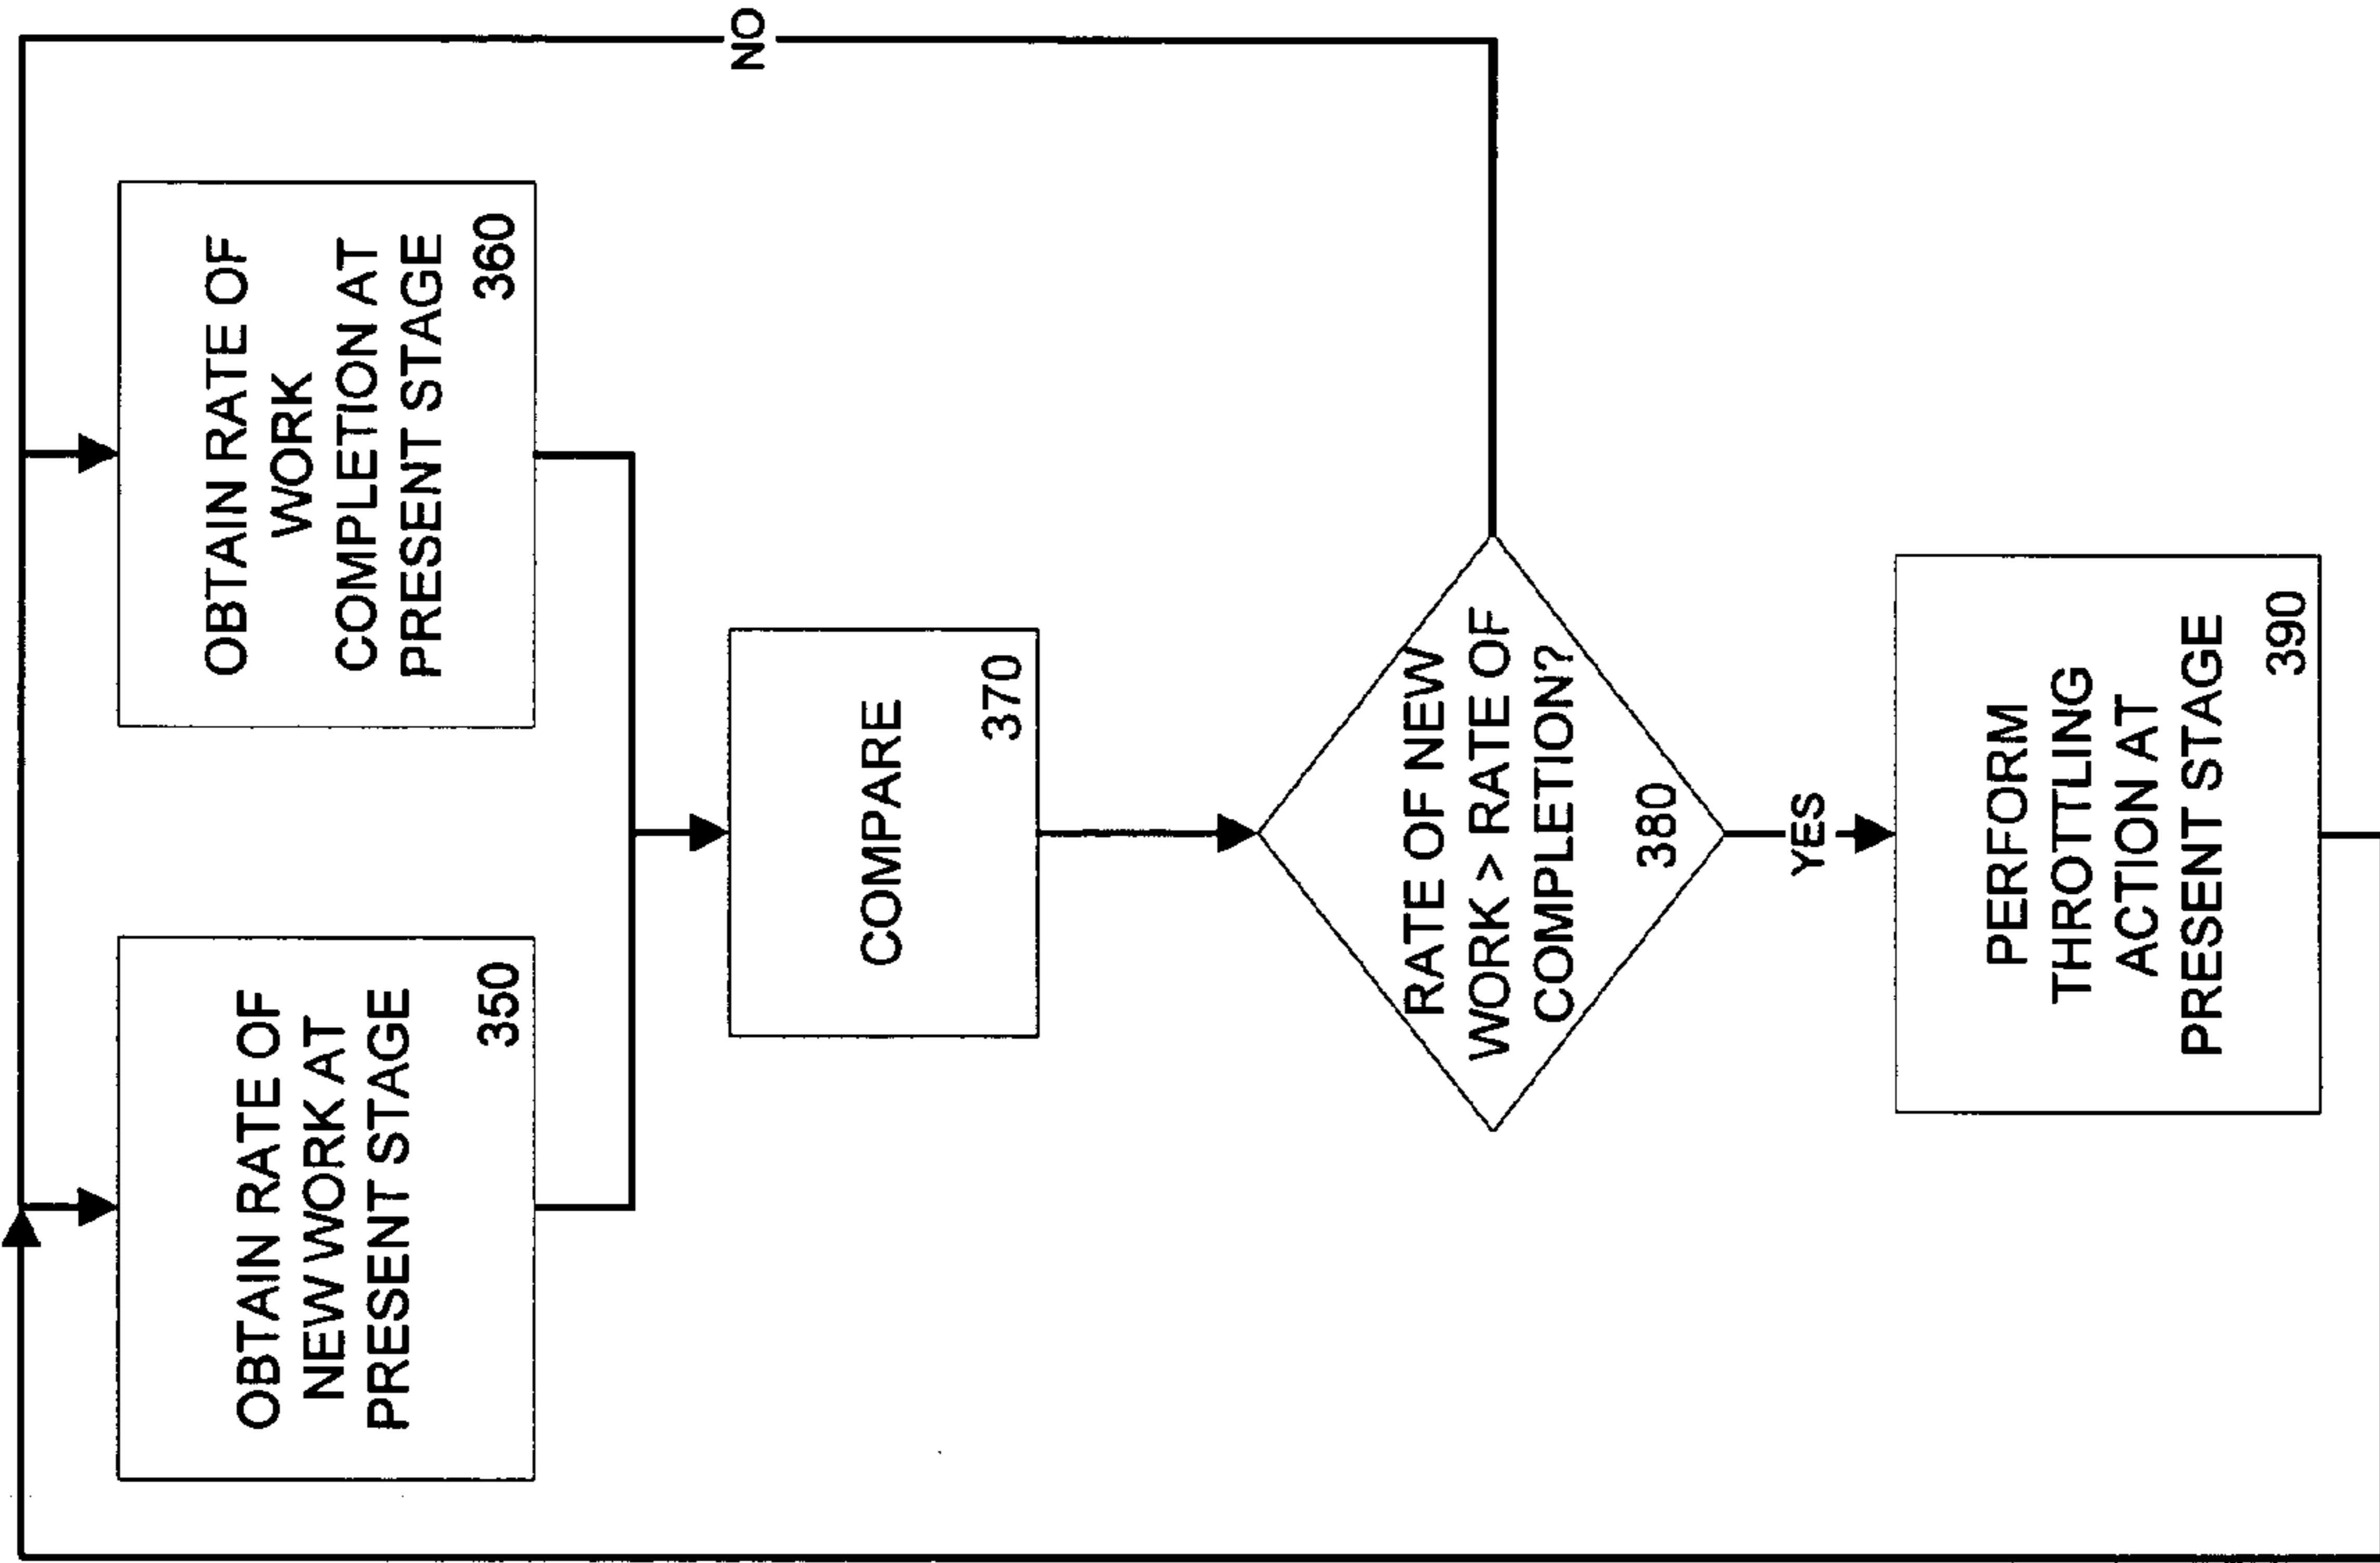 OBTAIN RATE OF
NEW WORK AT
PRESENT STAGE
350
OBTAIN RATE OF
WORK
COMPLETION AT
PRESENT STAGE
360
COMPARE
370
RATE OF NEW
WORK > RATE OF
COMPLETION?
380
NO
YES
PERFORM
THROTTLING
ACTION AT
PRESENT STAGE
390